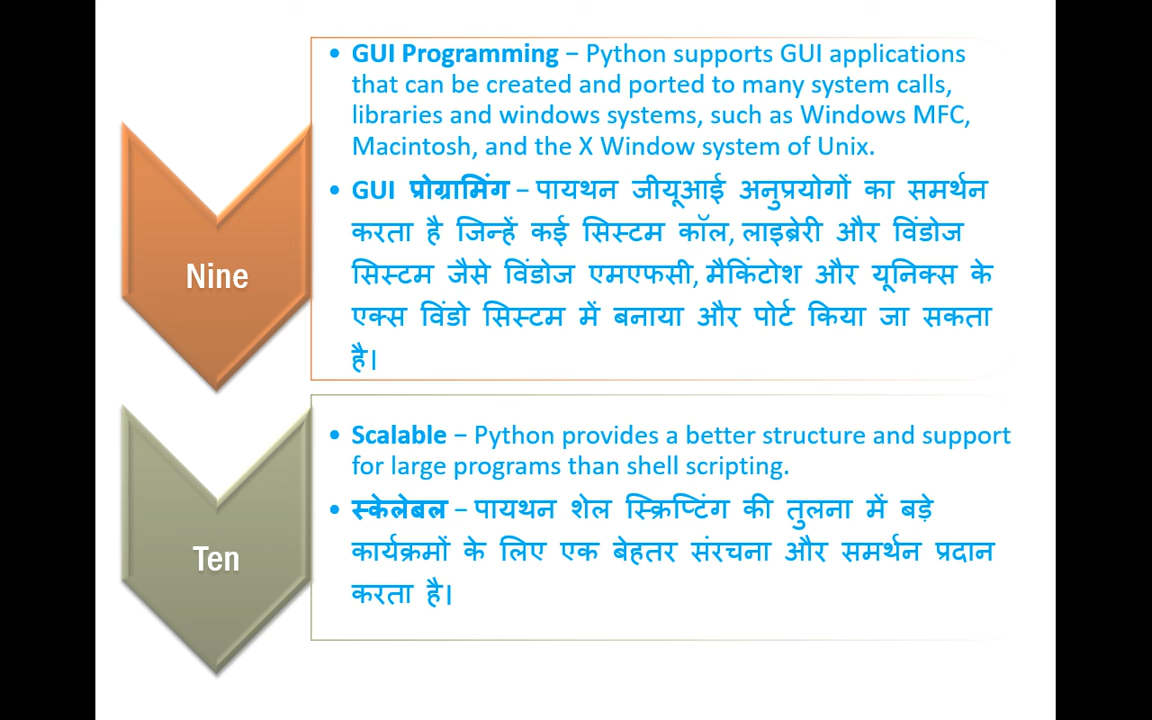 Nine
• GUI Programming − Python supports GUI applications
that can be created and ported to many system calls,
libraries and windows systems, such as Windows MFC,
Macintosh, and the X Window system of Unix.
• GUI प्रोग्रामिंग − पायथन जीयूआई अनुप्रयोगों का समर्थन
करता है जिन्हें कई सिस्टम कॉल, लाइब्रेरी और विंडोज
सिस्टम जैसे विंडोज एमएफसी, मैकिंटोश और यूनिक्स के
एक्स विंडो सिस्टम में बनाया और पोर्ट किया जा सकता
है।
Ten
• Scalable − Python provides a better structure and support
for large programs than shell scripting.
• स्केलेबल − पायथन शेल स्क्रिप्टिंग की तुलना में बड़े
कार्यक्रमों के लिए एक बेहतर संरचना और समर्थन प्रदान
करता है।